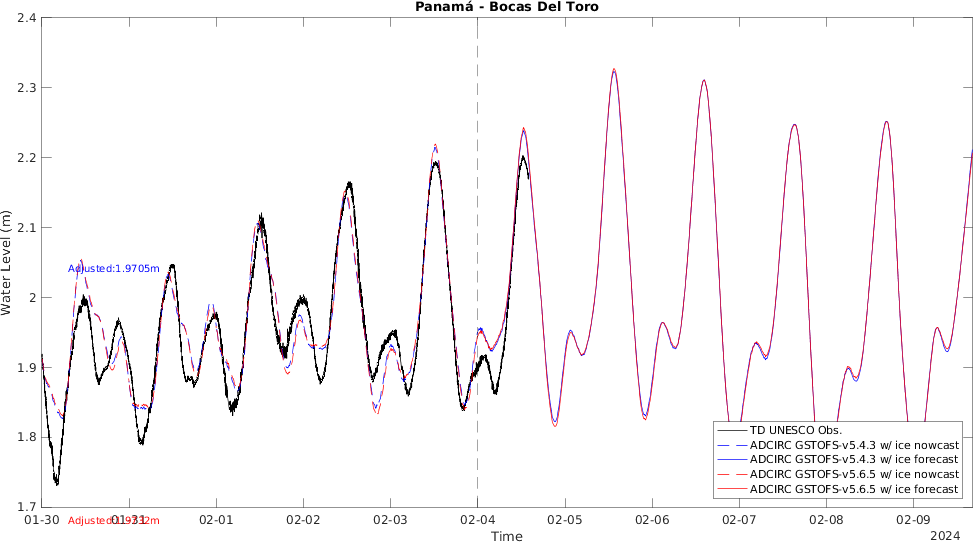 Panamá - Bocas Del Toro
2.4
2.3
2.2
2.1
2
1.9
1.8
1.7
Water Level (m)
Adjusted:1.9705m
TD UNESCO Obs.
ADCIRC GSTOFS-v5.4.3 w/ ice nowcast
ADCIRC GSTOFS-v5.4.3 w/ ice forecast
ADCIRC GSTOFS-v5.6.5 w/ ice nowcast
ADCIRC GSTOFS-v5.6.5 w/ ice forecast
01-30 01-31 02-01 02-02 02-03 02-04 02-05 02-06 02-07 02-08 02-09
Time
2024